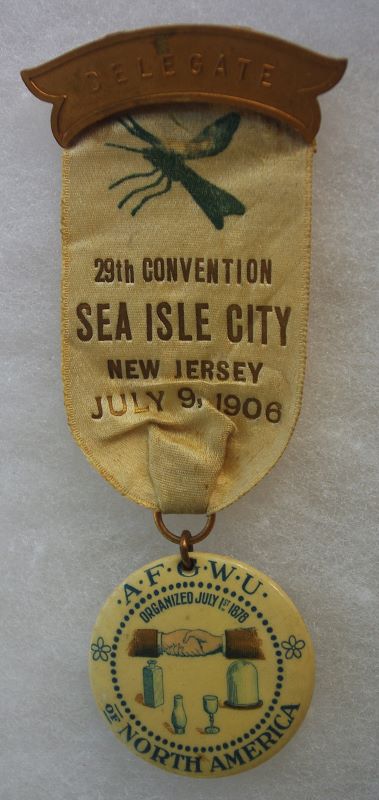 DELEGATE
29th CONVENTION
SEA ISLE CITY
NEW JERSEY
JULY 9, 1906
·A·F·G·W·U·
ORGANIZED JULY 1ST 1878
OF NORTH AMERICA